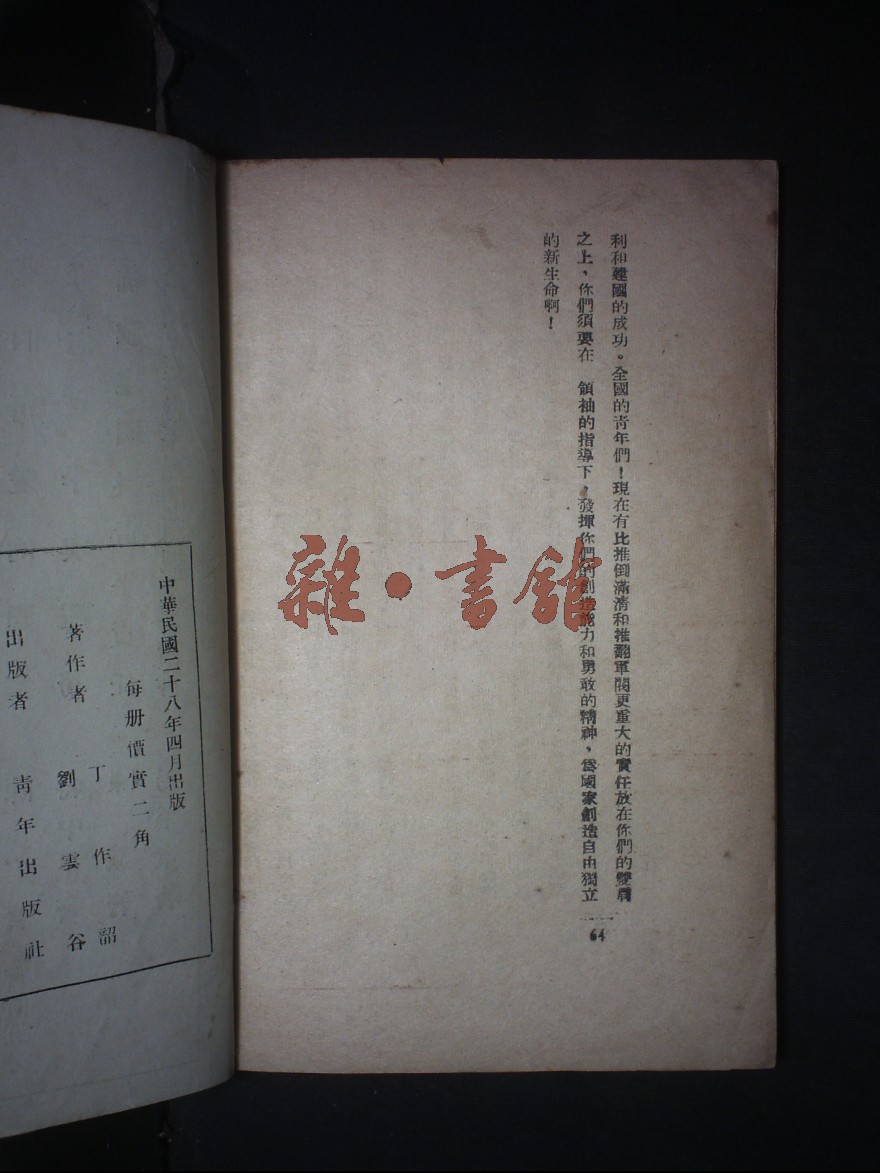 利和建國的成功。全國的青年們！現在有比推倒滿清和推翻軍閥更重大的責任放在你們的雙肩
之上、你們須要在　領袖的指導下，發揮你們的創造能力和勇敢的精神、爲國家創造自由獨立
的新生命啊！
64
雜・書館
中華民國二十八年四月出版
每册價實二角
著作者　丁作韶
劉雲谷
出版者　靑年出版社